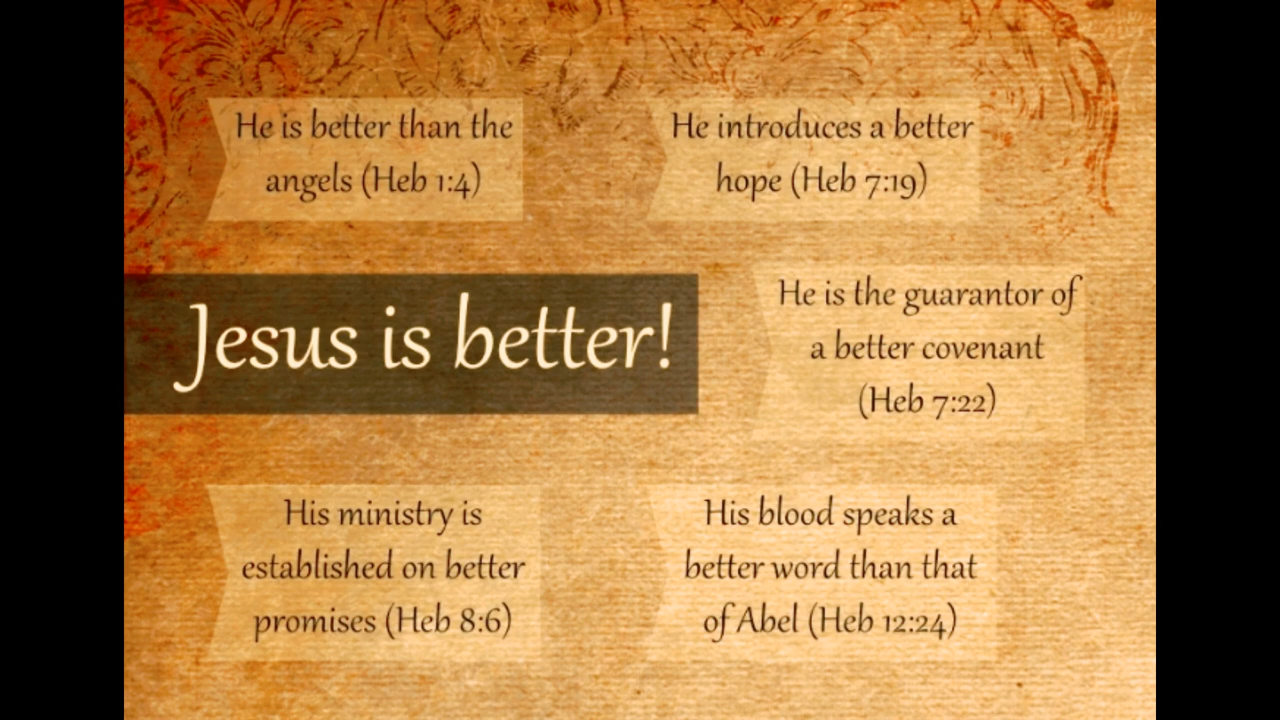 He is better than the
angels (Heb 1:4)
He introduces a better
hope (Heb 7:19)
Jesus is better!
He is the guarantor of
a better covenant
(Heb 7:22)
His ministry is
established on better
promises (Heb 8:6)
His blood speaks a
better word than that
of Abel (Heb 12:24)